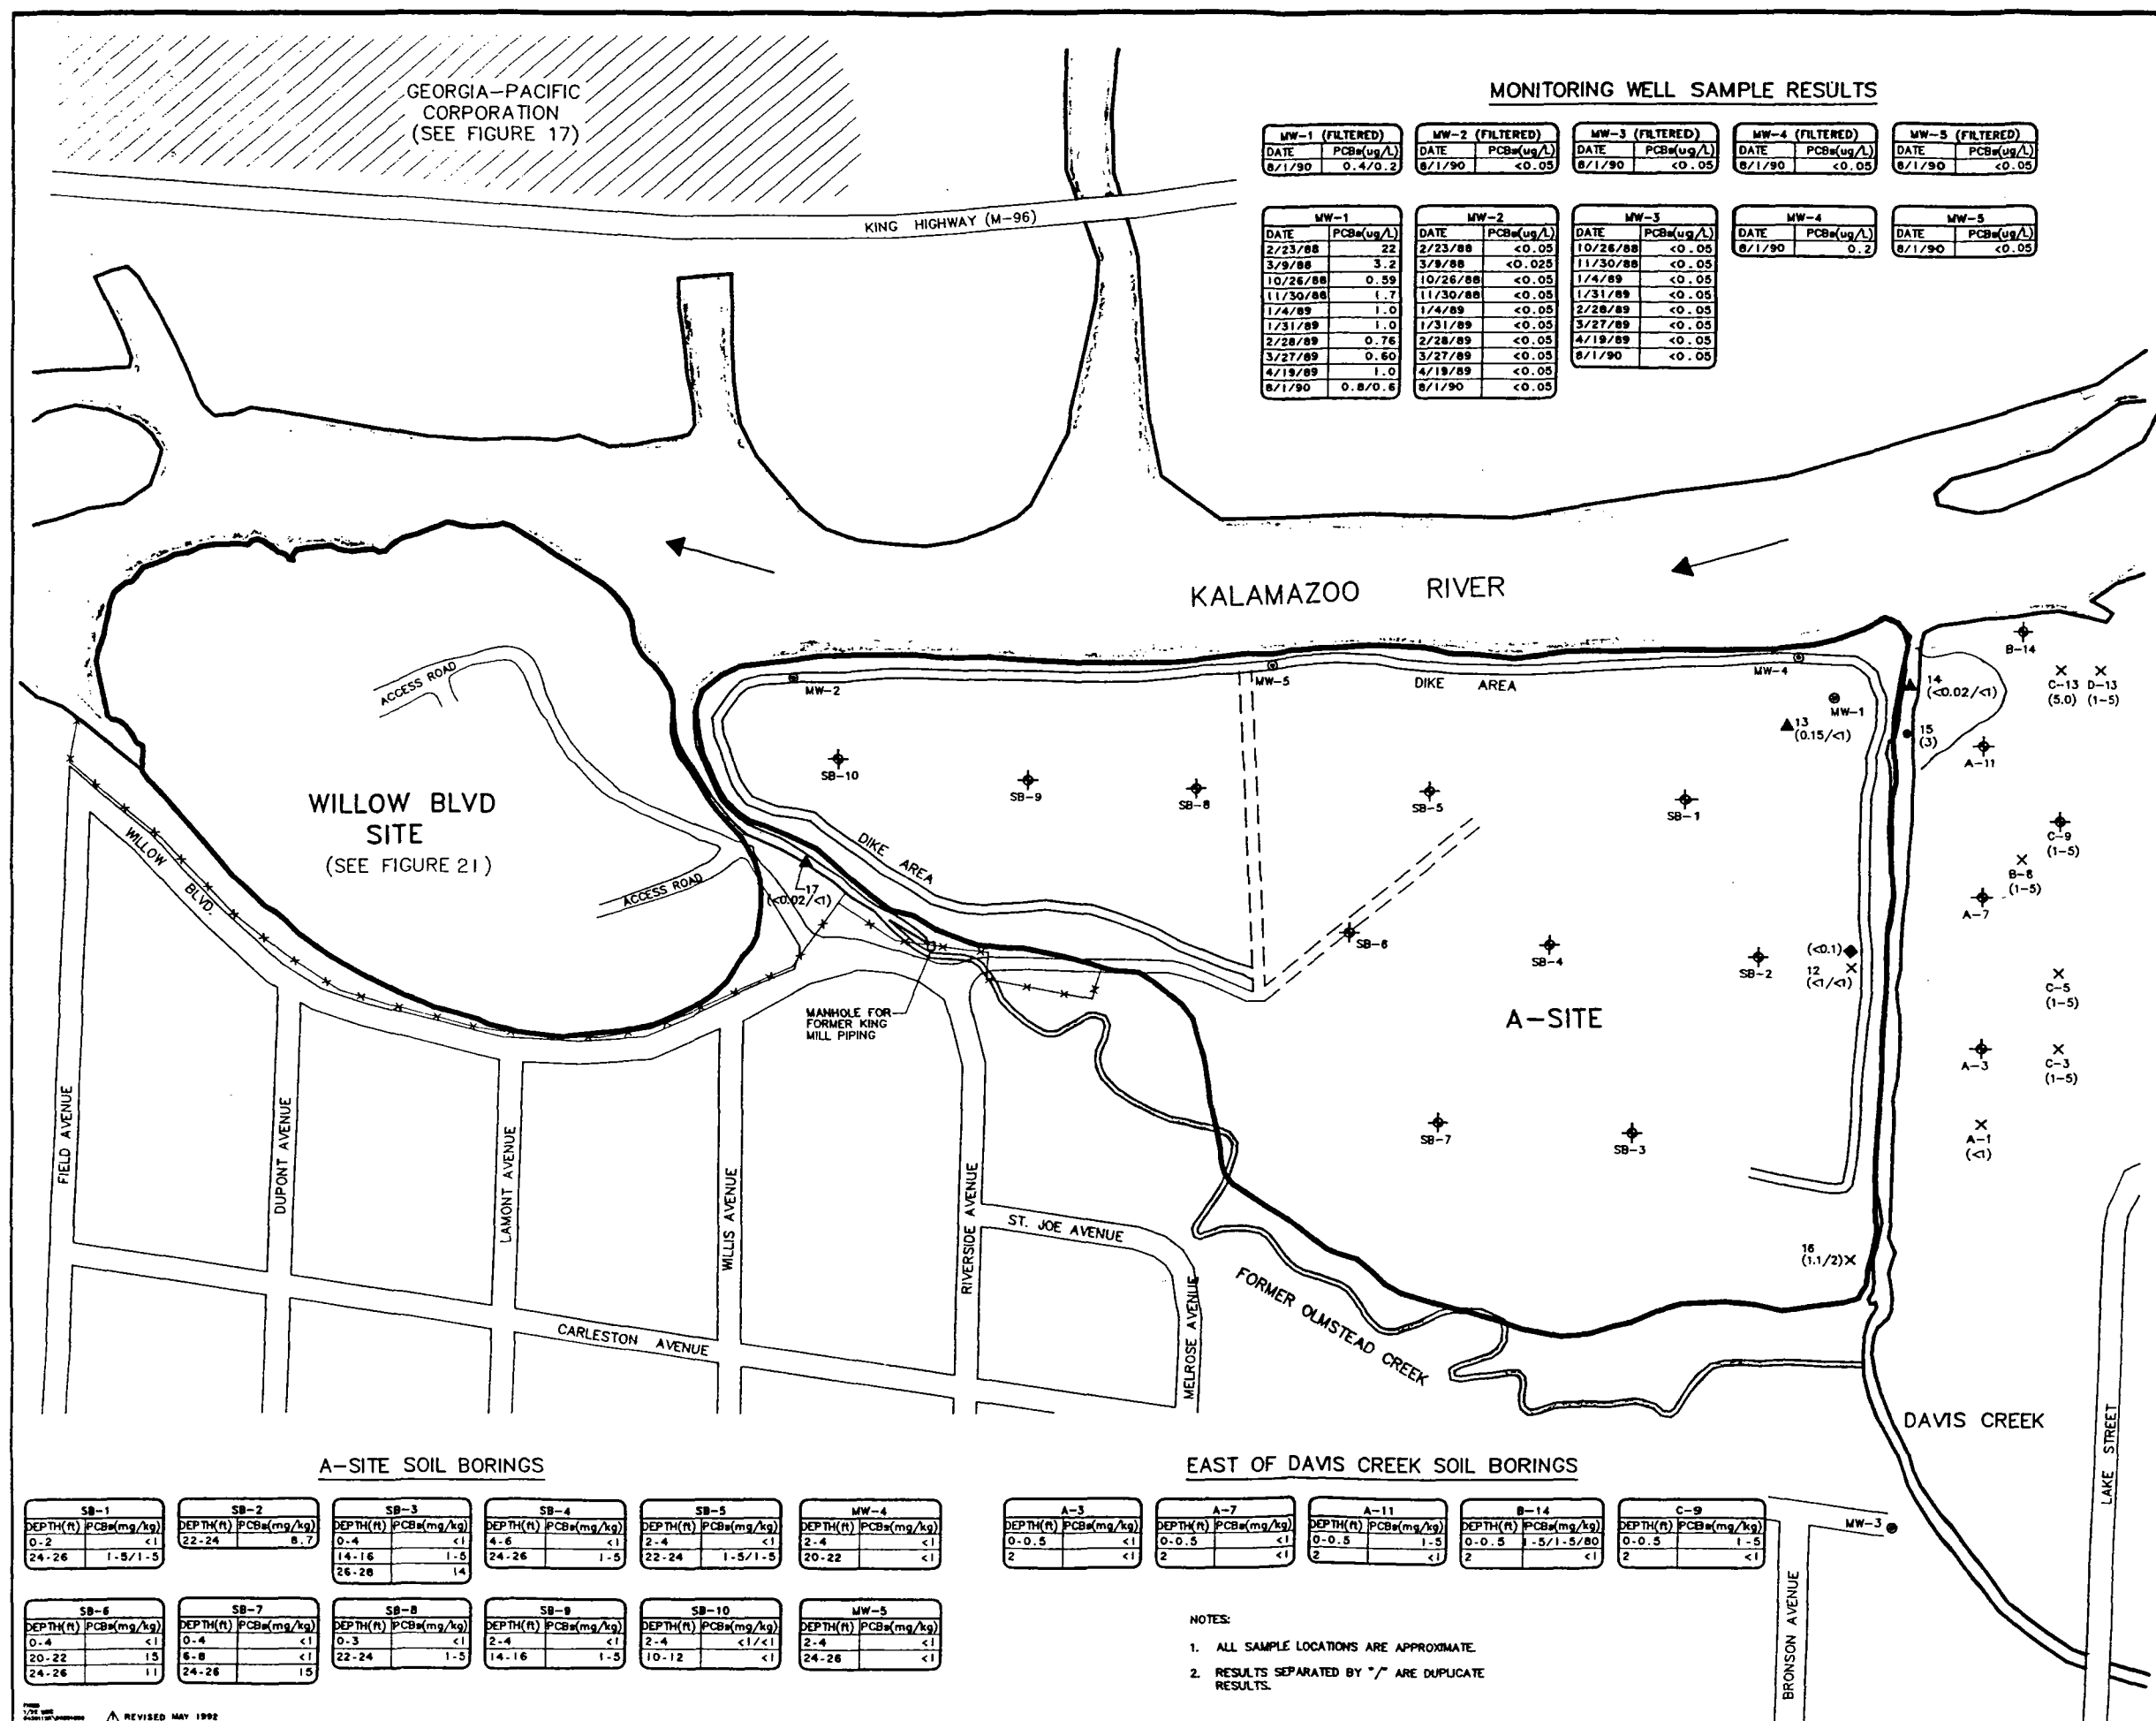 GEORGIA-PACIFIC
CORPORATION
(SEE FIGURE 17)
KING HIGHWAY (M-96)
MONITORING WELL SAMPLE RESULTS
MW-1 (FILTERED)
DATE PCBs(ug/L)
8/1/90 0.4/0.2
MW-2 (FILTERED)
DATE PCBs(ug/L)
8/1/90 <0.05
MW-3 (FILTERED)
DATE PCBs(ug/L)
8/1/90 <0.05
MW-4 (FILTERED)
DATE PCBs(ug/L)
8/1/90 <0.05
MW-5 (FILTERED)
DATE PCBs(ug/L)
8/1/90 <0.05
MW-1
DATE PCBs(ug/L)
2/23/88 22
3/9/88 3.2
10/26/88 0.59
11/30/88 1.7
1/4/89 1.0
1/31/89 1.0
2/28/89 0.76
3/27/89 0.60
4/19/89 1.0
8/1/90 0.8/0.6
MW-2
DATE PCBs(ug/L)
2/23/88 <0.05
3/9/88 <0.025
10/26/88 <0.05
11/30/88 <0.05
1/4/89 <0.05
1/31/89 <0.05
2/28/89 <0.05
3/27/89 <0.05
4/19/89 <0.05
8/1/90 <0.05
MW-3
DATE PCBs(ug/L)
10/26/88 <0.05
11/30/88 <0.05
1/4/89 <0.05
1/31/89 <0.05
2/28/89 <0.05
3/27/89 <0.05
4/19/89 <0.05
8/1/90 <0.05
MW-4
DATE PCBs(ug/L)
8/1/90 0.2
MW-5
DATE PCBs(ug/L)
8/1/90 <0.05
KALAMAZOO RIVER
ACCESS ROAD
WILLOW BLVD
SITE
(SEE FIGURE 21)
ACCESS ROAD
WILLOW BLVD.
MW-2
MW-5
DIKE AREA
MW-4
MW-1
13
(0.15/<1)
14
(<0.02/<1)
15
(3)
B-14
C-13
(5.0)
D-13
(1-5)
A-11
SB-10
SB-9
SB-8
SB-5
SB-1
DIKE AREA
17
(<0.02/<1)
C-9
(1-5)
B-8
(1-5)
A-7
SB-6
SB-4
SB-2
(<0.1)
12
(<1/<1)
C-5
(1-5)
A-SITE
MANHOLE FOR
FORMER KING
MILL PIPING
A-3
C-3
(1-5)
A-1
(<1)
SB-7
SB-3
16
(1.1/2)
FIELD AVENUE
DUPONT AVENUE
LAMONT AVENUE
WILLIS AVENUE
RIVERSIDE AVENUE
ST. JOE AVENUE
MELROSE AVENUE
CARLESTON AVENUE
FORMER OLMSTEAD CREEK
DAVIS CREEK
LAKE STREET
BRONSON AVENUE
MW-3
A-SITE SOIL BORINGS
SB-1
DEPTH(ft) PCBs(mg/kg)
0-2 <1
24-26 1-5/1-5
SB-2
DEPTH(ft) PCBs(mg/kg)
22-24 8.7
SB-3
DEPTH(ft) PCBs(mg/kg)
0-4 <1
14-16 1-5
26-28 14
SB-4
DEPTH(ft) PCBs(mg/kg)
4-6 <1
24-26 1-5
SB-5
DEPTH(ft) PCBs(mg/kg)
2-4 <1
22-24 1-5/1-5
MW-4
DEPTH(ft) PCBs(mg/kg)
2-4 <1
20-22 <1
SB-6
DEPTH(ft) PCBs(mg/kg)
0-4 <1
20-22 15
24-26 11
SB-7
DEPTH(ft) PCBs(mg/kg)
0-4 <1
6-8 <1
24-26 15
SB-8
DEPTH(ft) PCBs(mg/kg)
0-3 <1
22-24 1-5
SB-9
DEPTH(ft) PCBs(mg/kg)
2-4 <1
14-16 1-5
SB-10
DEPTH(ft) PCBs(mg/kg)
2-4 <1/<1
10-12 <1
MW-5
DEPTH(ft) PCBs(mg/kg)
2-4 <1
24-26 <1
EAST OF DAVIS CREEK SOIL BORINGS
A-3
DEPTH(ft) PCBs(mg/kg)
0-0.5 <1
2 <1
A-7
DEPTH(ft) PCBs(mg/kg)
0-0.5 <1
2 <1
A-11
DEPTH(ft) PCBs(mg/kg)
0-0.5 1-5
2 <1
B-14
DEPTH(ft) PCBs(mg/kg)
0-0.5 1-5/1-5/80
2 <1
C-9
DEPTH(ft) PCBs(mg/kg)
0-0.5 1-5
2 <1
NOTES:
1. ALL SAMPLE LOCATIONS ARE APPROXIMATE.
2. RESULTS SEPARATED BY "/" ARE DUPLICATE
RESULTS.
REVISED MAY 1992